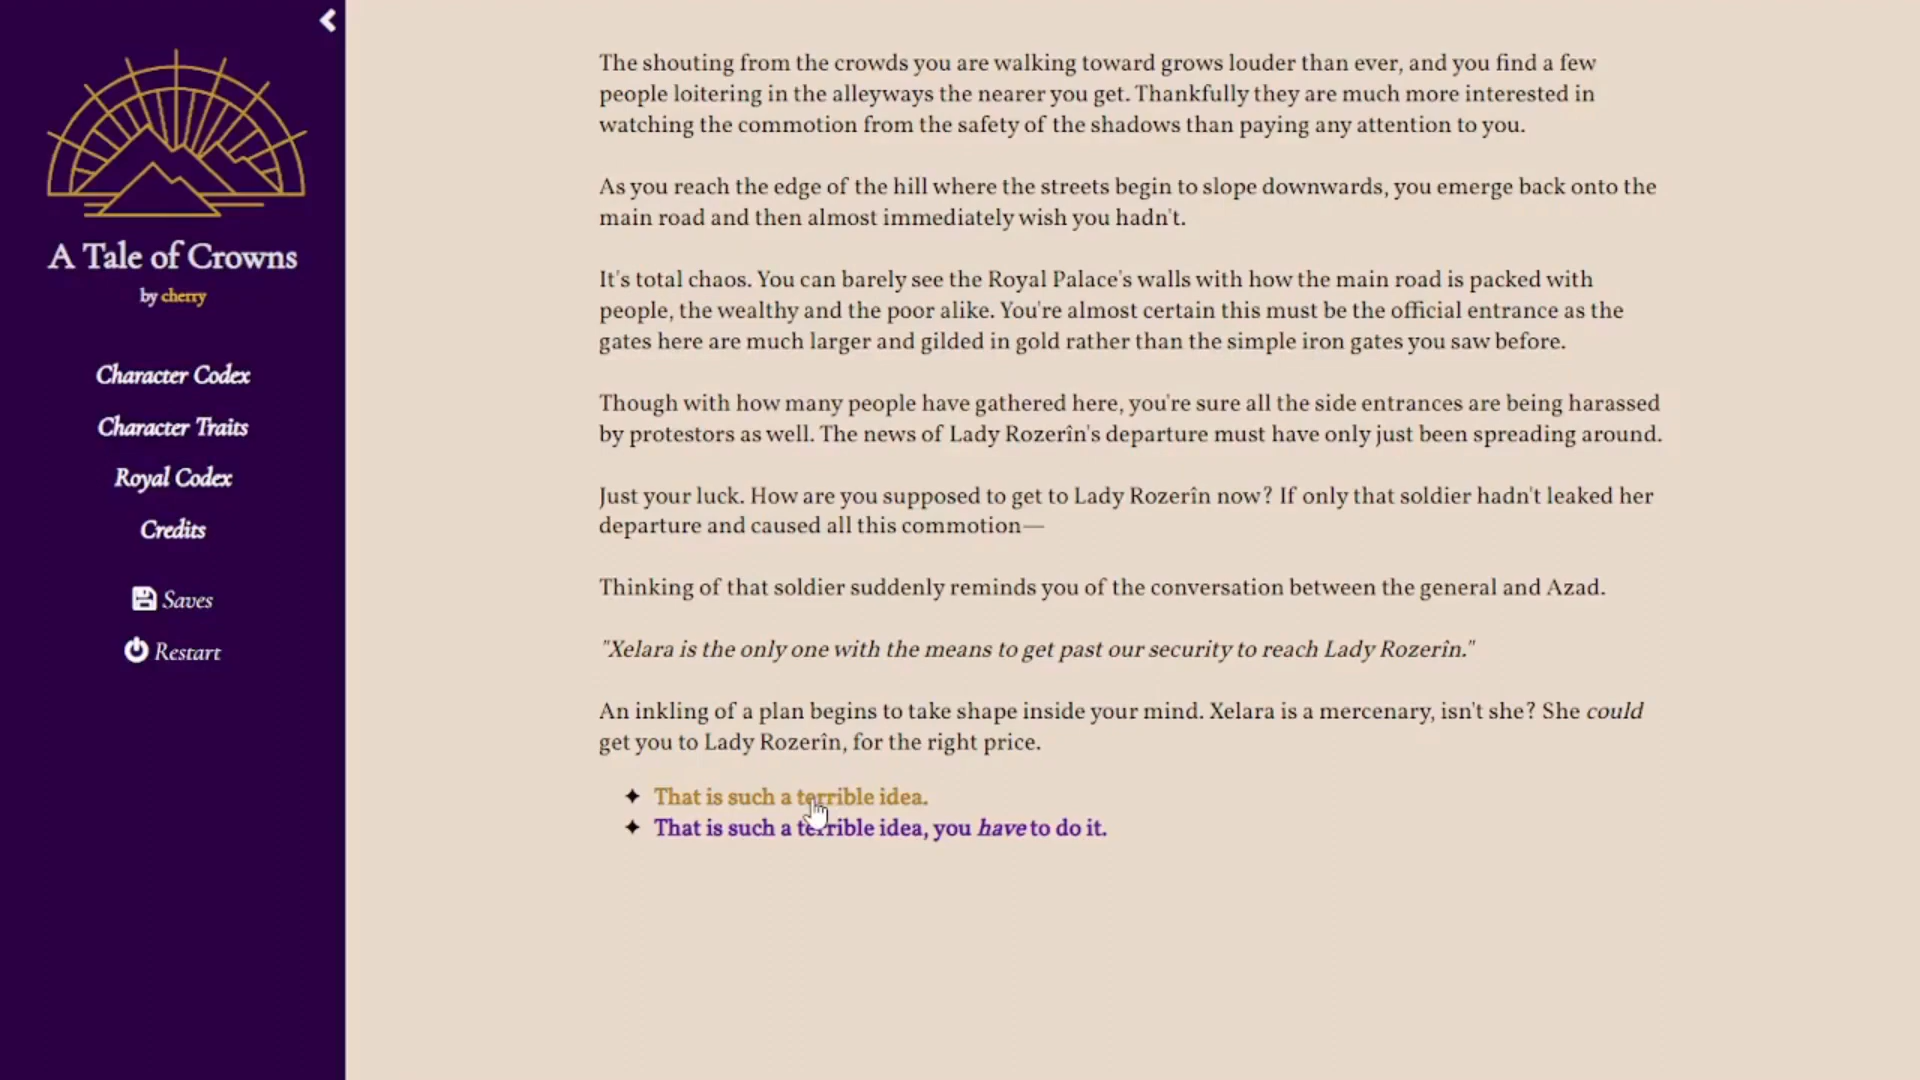 A Tale of Crowns
by cherry
Character Codex
Character Traits
Royal Codex
Credits
Saves
Restart
The shouting from the crowds you are walking toward grows louder than ever, and you find a few
people loitering in the alleyways the nearer you get. Thankfully they are much more interested in
watching the commotion from the safety of the shadows than paying any attention to you.
As you reach the edge of the hill where the streets begin to slope downwards, you emerge back onto the
main road and then almost immediately wish you hadn't.
It's total chaos. You can barely see the Royal Palace's walls with how the main road is packed with
people, the wealthy and the poor alike. You're almost certain this must be the official entrance as the
gates here are much larger and gilded in gold rather than the simple iron gates you saw before.
Though with how many people have gathered here, you're sure all the side entrances are being harassed
by protestors as well. The news of Lady Rozerîn's departure must have only just been spreading around.
Just your luck. How are you supposed to get to Lady Rozerîn now? If only that soldier hadn't leaked her
departure and caused all this commotion—
Thinking of that soldier suddenly reminds you of the conversation between the general and Azad.
"Xelara is the only one with the means to get past our security to reach Lady Rozerîn."
An inkling of a plan begins to take shape inside your mind. Xelara is a mercenary, isn't she? She could
get you to Lady Rozerîn, for the right price.
That is such a terrible idea.
That is such a terrible idea, you have to do it.